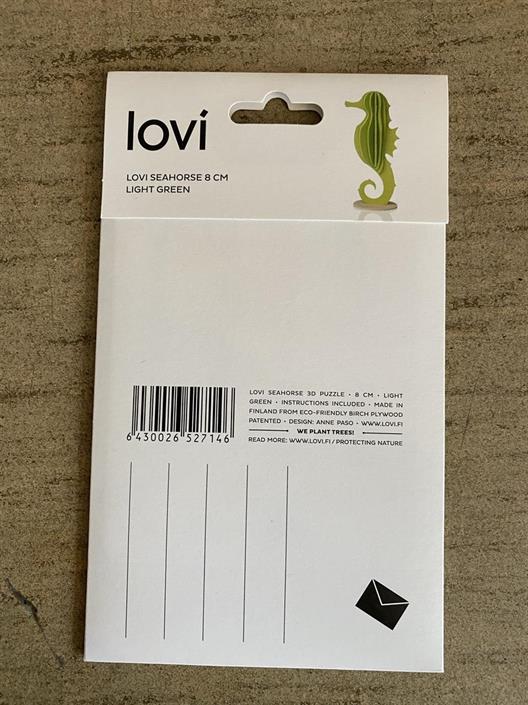 lovi
LOVI SEAHORSE 8 CM
LIGHT GREEN
LOVI SEAHORSE 3D PUZZLE • 8 CM • LIGHT
GREEN • INSTRUCTIONS INCLUDED • MADE IN
FINLAND FROM ECO-FRIENDLY BIRCH PLYWOOD
PATENTED • DESIGN: ANNE PASO • WWW.LOVI.FI
WE PLANT TREES!
READ MORE: WWW.LOVI.FI / PROTECTING NATURE
6 430026 527146